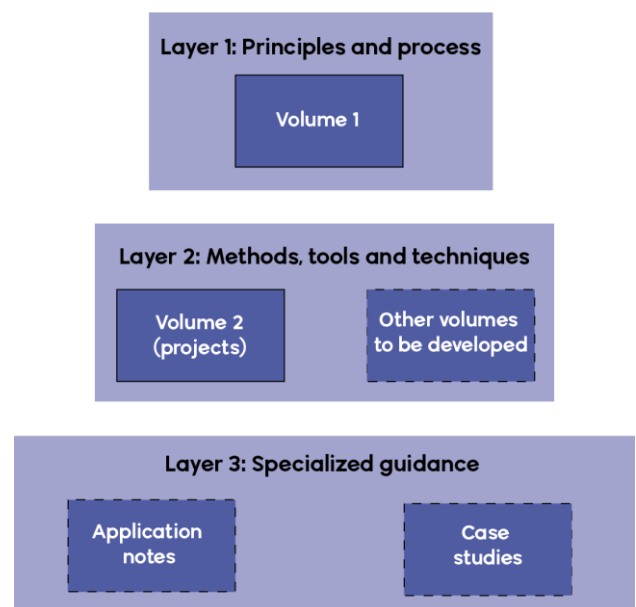 Layer 1: Principles and process
Volume 1
Layer 2: Methods, tools and techniques
Volume 2
(projects)
Other volumes
to be developed
Layer 3: Specialized guidance
Application
notes
Case
studies